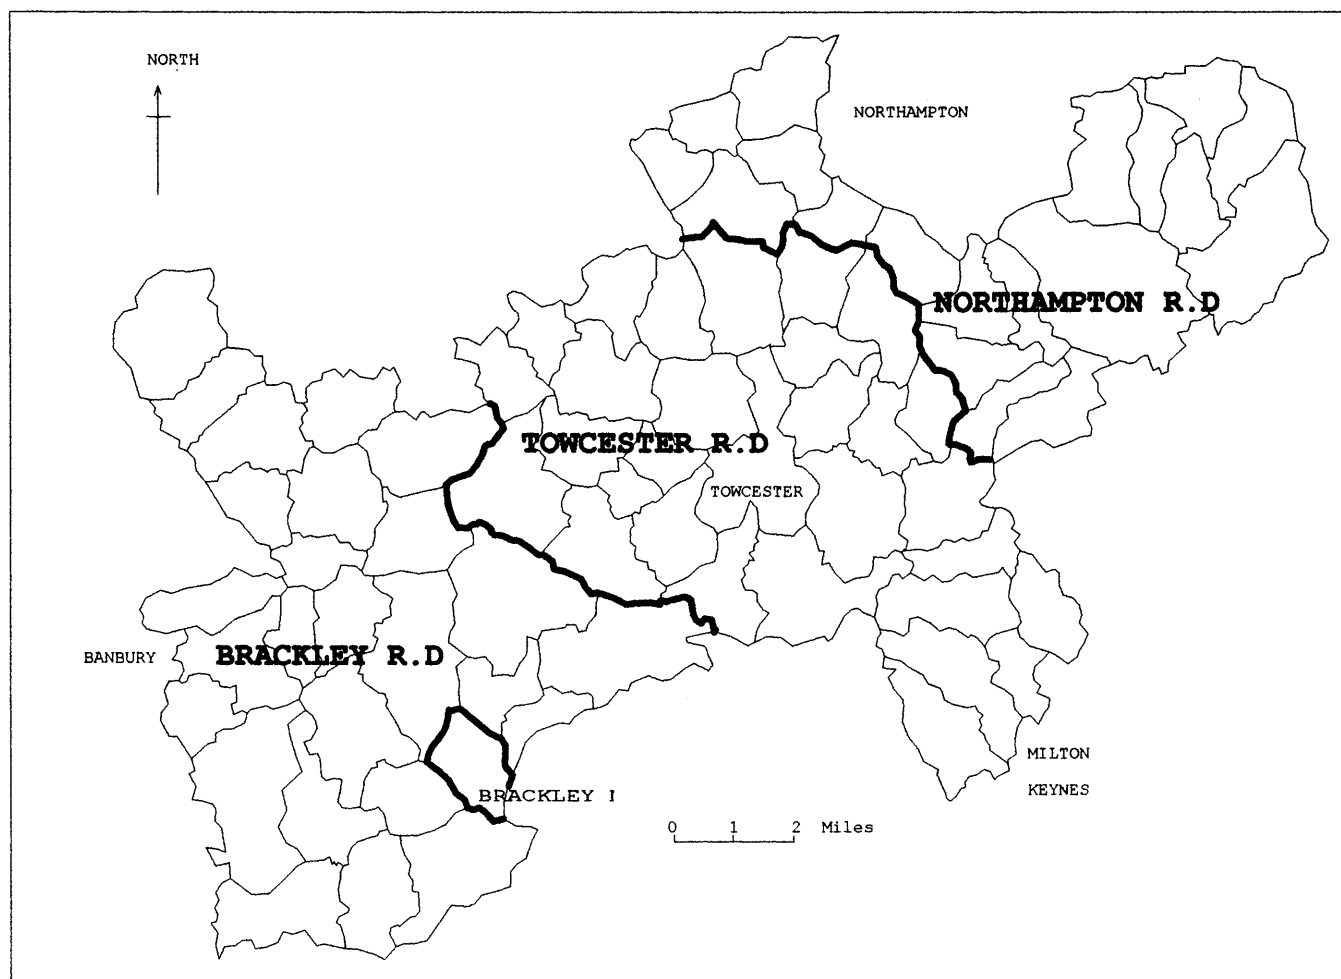 NORTH
NORTHAMPTON
NORTHAMPTON R.D
TOWCESTER R.D
TOWCESTER
BANBURY
BRACKLEY R.D
MILTON
KEYNES
BRACKLEY I
0 1 2 Miles